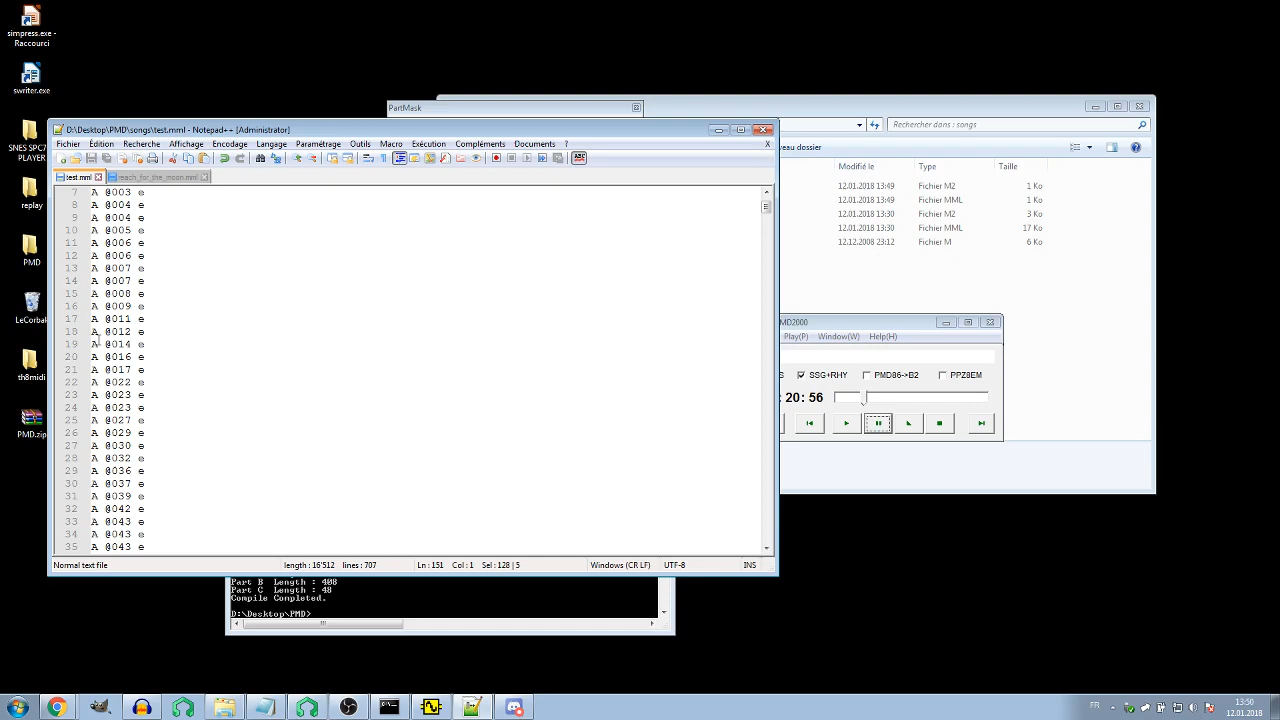 simpress.exe -
Raccourci
swriter.exe
SNES SPC7
PLAYER
replay
PMD
LeCorbak
th8midi
PMD.zip
PartMask
Rechercher dans : songs
veau dossier
Modifié le Type Taille
12.01.2018 13:49 Fichier M2 1 Ko
12.01.2018 13:49 Fichier MML 1 Ko
12.01.2018 13:30 Fichier M2 3 Ko
12.01.2018 13:30 Fichier MML 17 Ko
12.12.2008 23:12 Fichier M 6 Ko
D:\Desktop\PMD\songs\test.mml - Notepad++ [Administrator]
Fichier Édition Recherche Affichage Encodage Langage Paramétrage Outils Macro Exécution Compléments Documents ? X
test.mml reach_for_the_moon.mml
7 A @003 e
8 A @004 e
9 A @004 e
10 A @005 e
11 A @006 e
12 A @006 e
13 A @007 e
14 A @007 e
15 A @008 e
16 A @009 e
17 A @011 e
18 A @012 e
19 A @014 e
20 A @016 e
21 A @017 e
22 A @022 e
23 A @023 e
24 A @023 e
25 A @027 e
26 A @029 e
27 A @030 e
28 A @032 e
29 A @036 e
30 A @037 e
31 A @039 e
32 A @042 e
33 A @043 e
34 A @043 e
35 A @043 e
Normal text file length : 16'512 lines : 707 Ln : 151 Col : 1 Sel : 128 | 5 Windows (CR LF) UTF-8 INS
MD2000
Play(P) Window(W) Help(H)
S SSG+RHY PMD86->B2 PPZ8EM
: 20: 56
Part B Length : 408
Part C Length : 48
Compile Completed.
D:\Desktop\PMD>
FR
13:50
12.01.2018